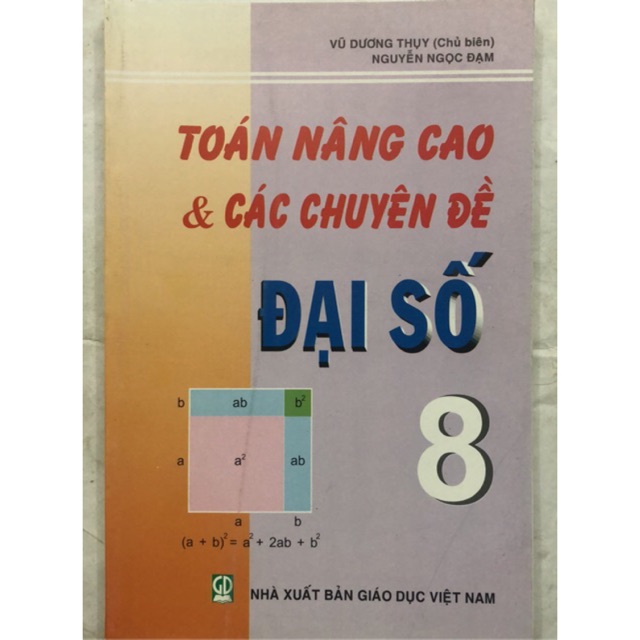 VŨ DƯƠNG THỤY (Chủ biên)
NGUYỄN NGỌC ĐẠM
TOÁN NÂNG CAO
& CÁC CHUYÊN ĐỀ
ĐẠI SỐ
8
b ab b²
a a² ab
a b
(a + b)² = a² + 2ab + b²
GD
NHÀ XUẤT BẢN GIÁO DỤC VIỆT NAM